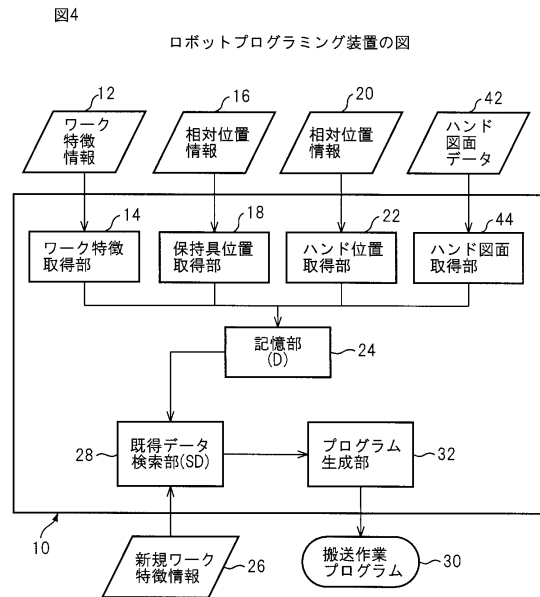 図4
ロボットプログラミング装置の図
12
16
20
42
ワーク
特徴
情報
相対位置
情報
相対位置
情報
ハンド
図面
データ
14
18
22
44
ワーク特徴
取得部
保持具位置
取得部
ハンド位置
取得部
ハンド図面
取得部
記憶部
(D)
24
28
既得データ
検索部(SD)
プログラム
生成部
32
10
新規ワーク
特徴情報
26
搬送作業
プログラム
30